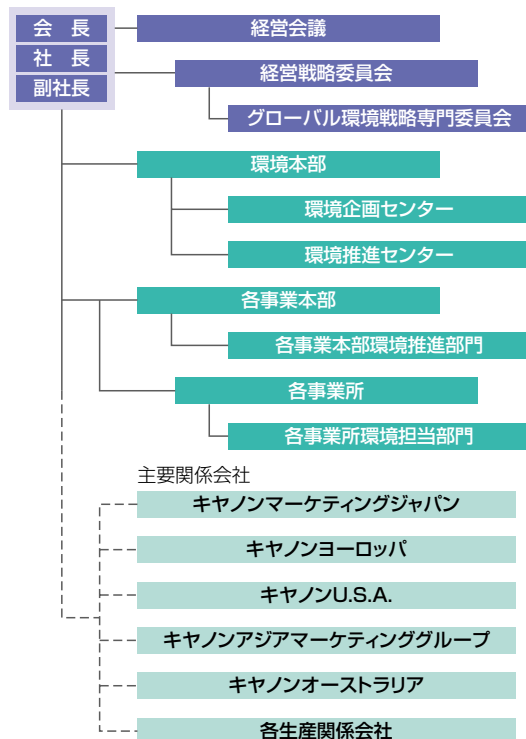 会 長
社 長
副社長
経営会議
経営戦略委員会
グローバル環境戦略専門委員会
環境本部
環境企画センター
環境推進センター
各事業本部
各事業本部環境推進部門
各事業所
各事業所環境担当部門
主要関係会社
キヤノンマーケティングジャパン
キヤノンヨーロッパ
キヤノンU.S.A.
キヤノンアジアマーケティンググループ
キヤノンオーストラリア
各生産関係会社